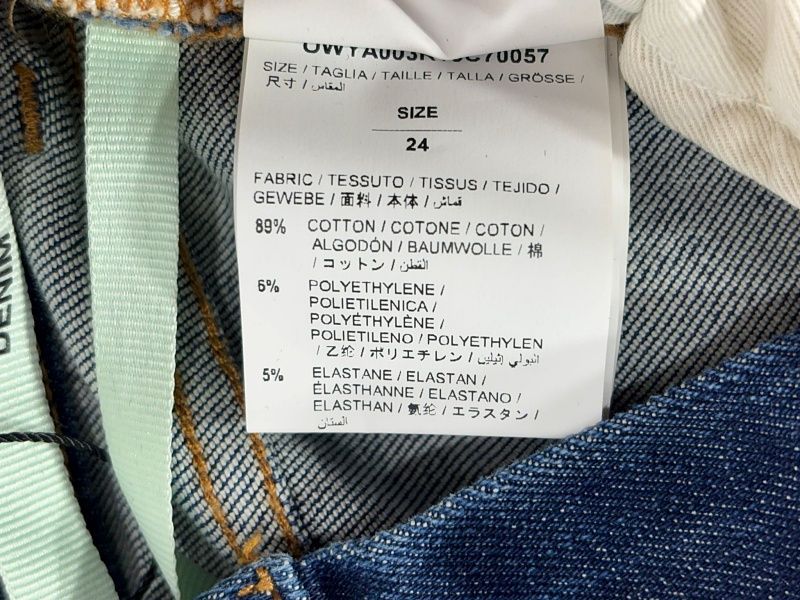 SIZE / TAGLIA / TAILLE / TALLA / GRÖSSE /
尺寸 / المقاس /
SIZE
24
FABRIC / TESSUTO / TISSUS / TEJIDO /
GEWEBE / 面料 / 本体 / قماش
89% COTTON / COTONE / COTON /
ALGODÓN / BAUMWOLLE / 棉
/ コットン / القطن
6% POLYETHYLENE /
POLIETILENICA /
POLYÉTHYLÈNE /
POLIETILENO / POLYETHYLEN
/ 乙纶 / ポリエチレン / البولي إثيلين
5% ELASTANE / ELASTAN /
ÉLASTHANNE / ELASTANO /
ELASTHAN / 氨纶 / エラスタン /
الستان
DENIM